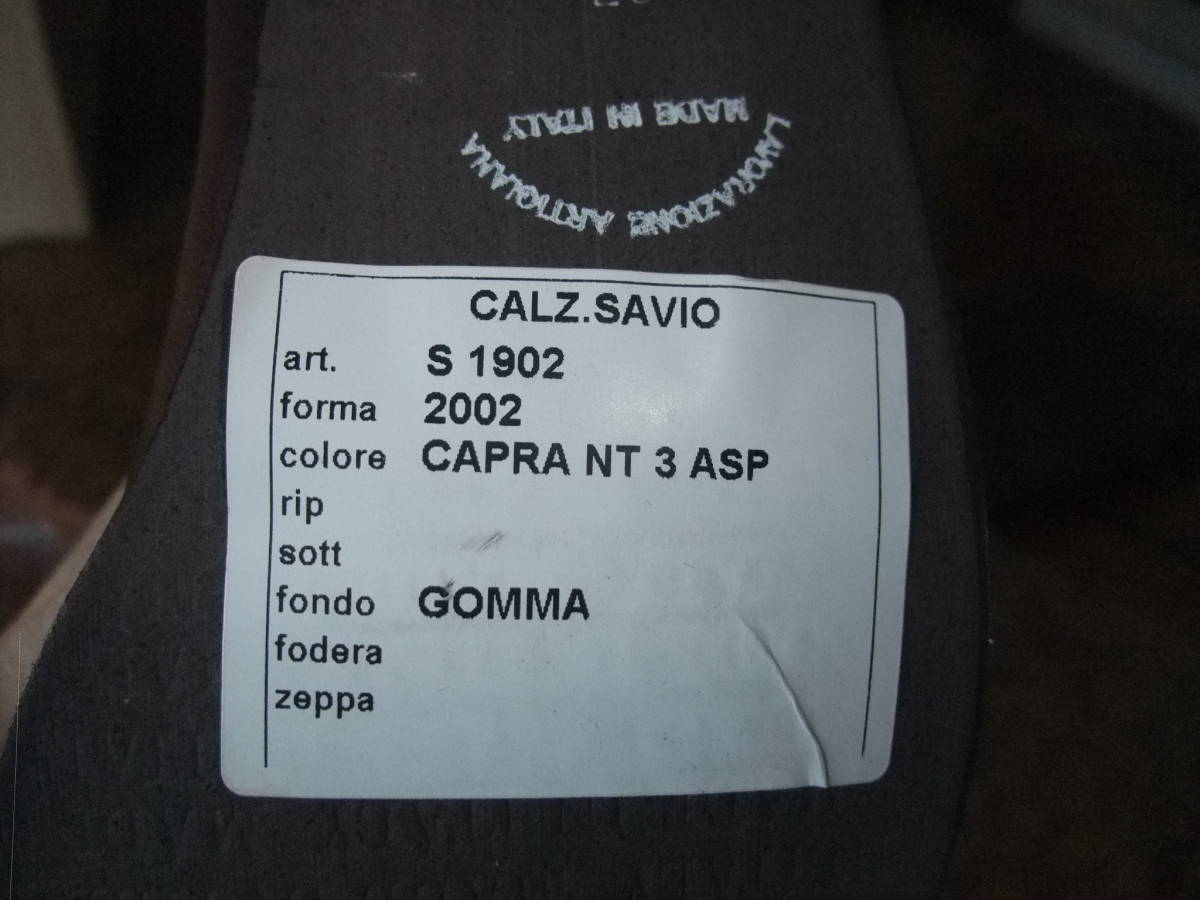 MADE IN ITALY
LAVORAZIONE ARTIGIANA
CALZ.SAVIO
art. S 1902
forma 2002
colore CAPRA NT 3 ASP
rip
sott
fondo GOMMA
fodera
zeppa